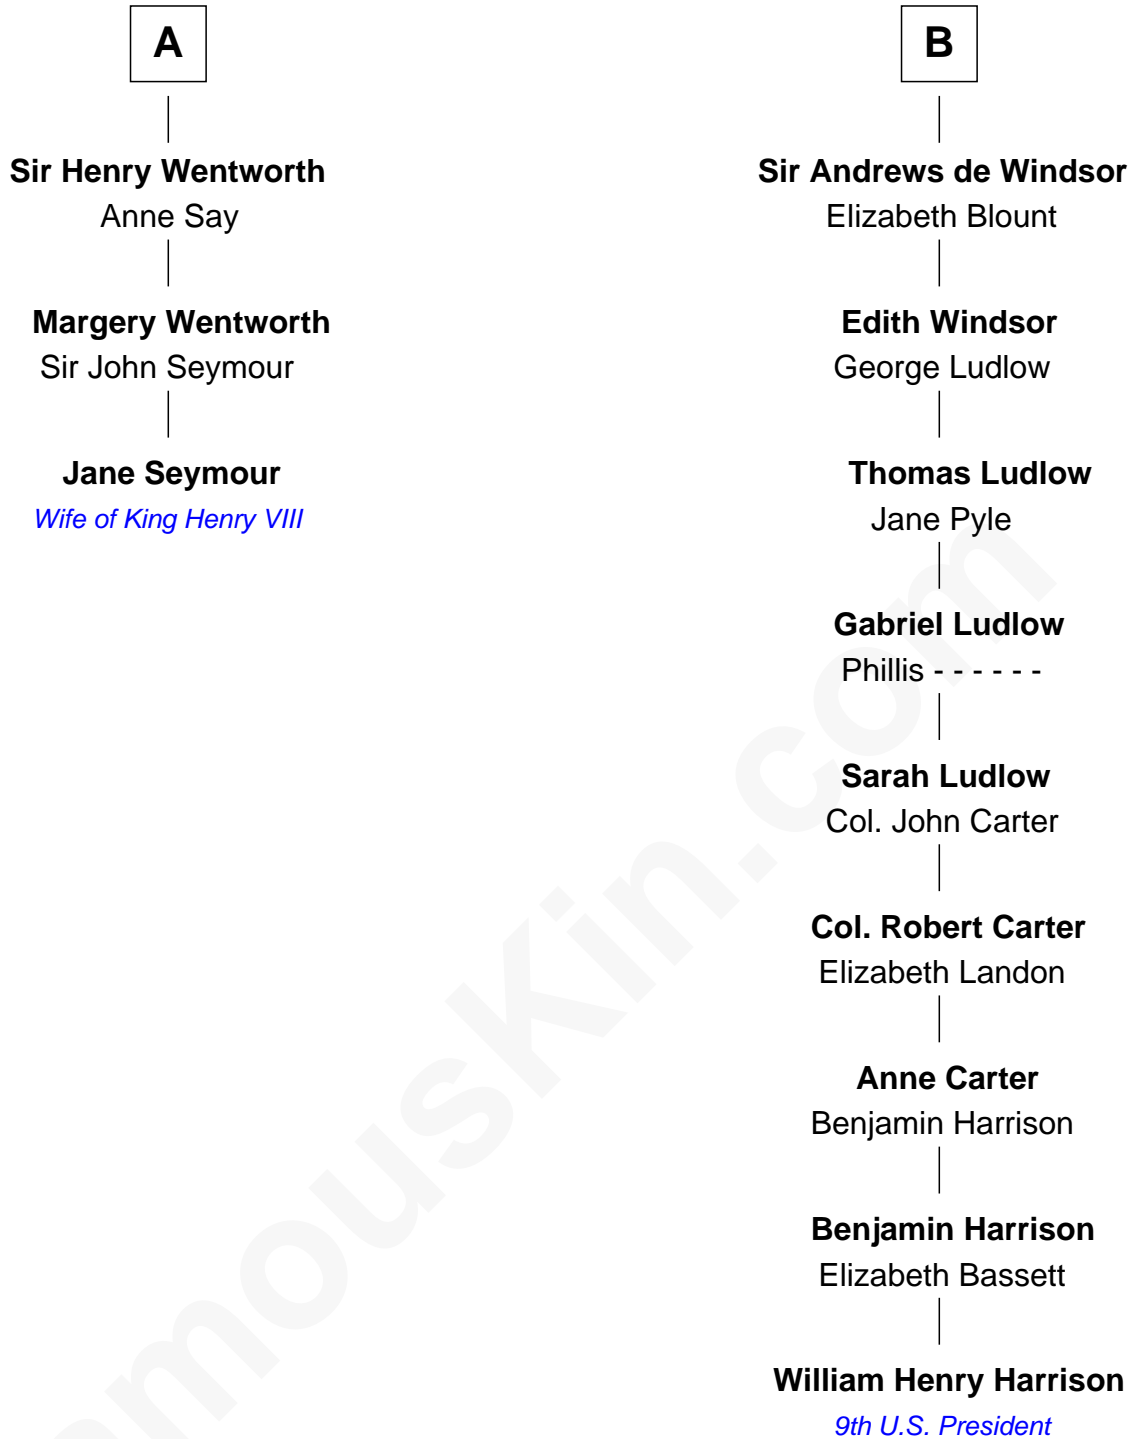 A
Sir Henry Wentworth
Anne Say
Margery Wentworth
Sir John Seymour
Jane Seymour
Wife of King Henry VIII
B
Sir Andrews de Windsor
Elizabeth Blount
Edith Windsor
George Ludlow
Thomas Ludlow
Jane Pyle
Gabriel Ludlow
Phillis - - - - - -
Sarah Ludlow
Col. John Carter
Col. Robert Carter
Elizabeth Landon
Anne Carter
Benjamin Harrison
Benjamin Harrison
Elizabeth Bassett
William Henry Harrison
9th U.S. President
amousKin.com